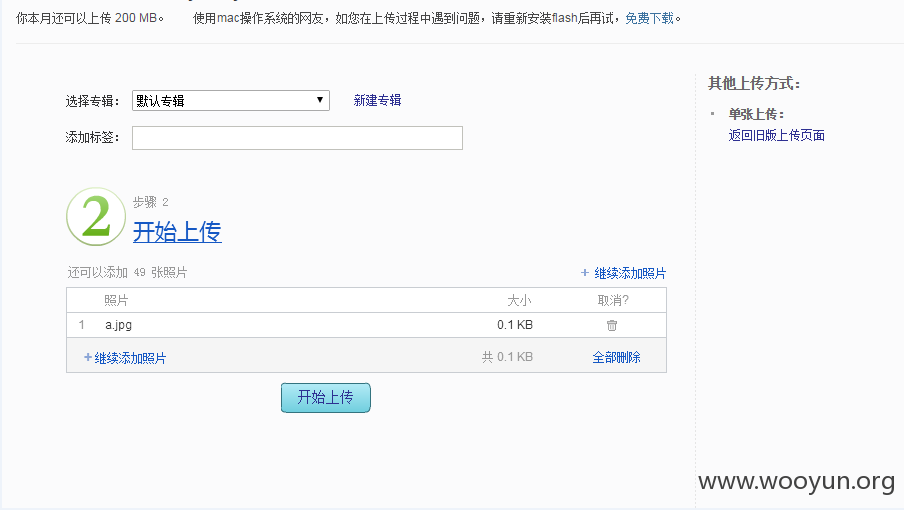 你本月还可以上传 200 MB。 使用mac操作系统的网友，如您在上传过程中遇到问题，请重新安装flash后再试，免费下载。
选择专辑： 默认专辑 新建专辑
添加标签：
2 步骤 2
开始上传
还可以添加 49 张照片 + 继续添加照片
照片 大小 取消?
1 a.jpg 0.1 KB
+ 继续添加照片 共 0.1 KB 全部删除
开始上传
其他上传方式：
单张上传：
返回旧版上传页面
www.wooyun.org